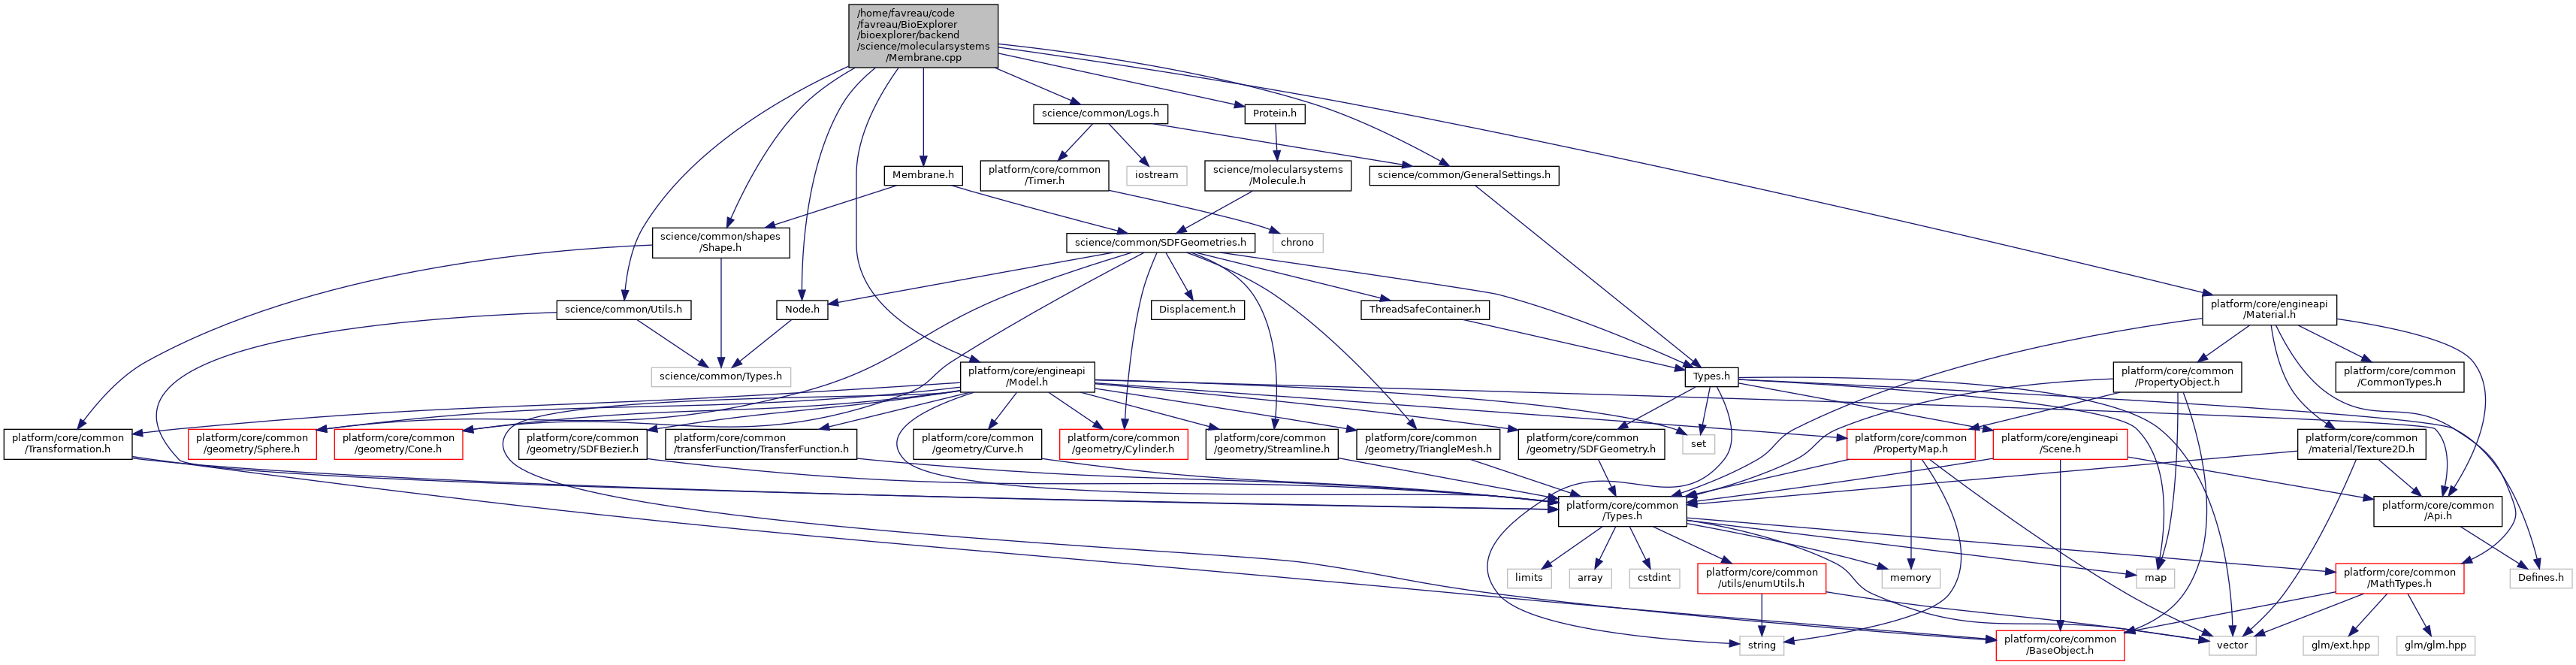 /home/favreau/code
/favreau/BioExplorer
/bioexplorer/backend
/science/molecularsystems
/Membrane.cpp
science/common/Logs.h
Protein.h
Membrane.h
platform/core/common
/Timer.h
iostream
science/molecularsystems
/Molecule.h
science/common/GeneralSettings.h
science/common/shapes
/Shape.h
science/common/SDFGeometries.h
chrono
science/common/Utils.h
Node.h
Displacement.h
ThreadSafeContainer.h
platform/core/engineapi
/Material.h
science/common/Types.h
platform/core/engineapi
/Model.h
Types.h
platform/core/common
/PropertyObject.h
platform/core/common
/CommonTypes.h
platform/core/common
/Transformation.h
platform/core/common
/geometry/Sphere.h
platform/core/common
/geometry/Cone.h
platform/core/common
/geometry/SDFBezier.h
platform/core/common
/transferFunction/TransferFunction.h
platform/core/common
/geometry/Curve.h
platform/core/common
/geometry/Cylinder.h
platform/core/common
/geometry/Streamline.h
platform/core/common
/geometry/TriangleMesh.h
platform/core/common
/geometry/SDFGeometry.h
set
platform/core/common
/PropertyMap.h
platform/core/engineapi
/Scene.h
platform/core/common
/material/Texture2D.h
platform/core/common
/Types.h
platform/core/common
/Api.h
limits
array
cstdint
platform/core/common
/utils/enumUtils.h
memory
map
platform/core/common
/MathTypes.h
Defines.h
string
platform/core/common
/BaseObject.h
vector
glm/ext.hpp
glm/glm.hpp